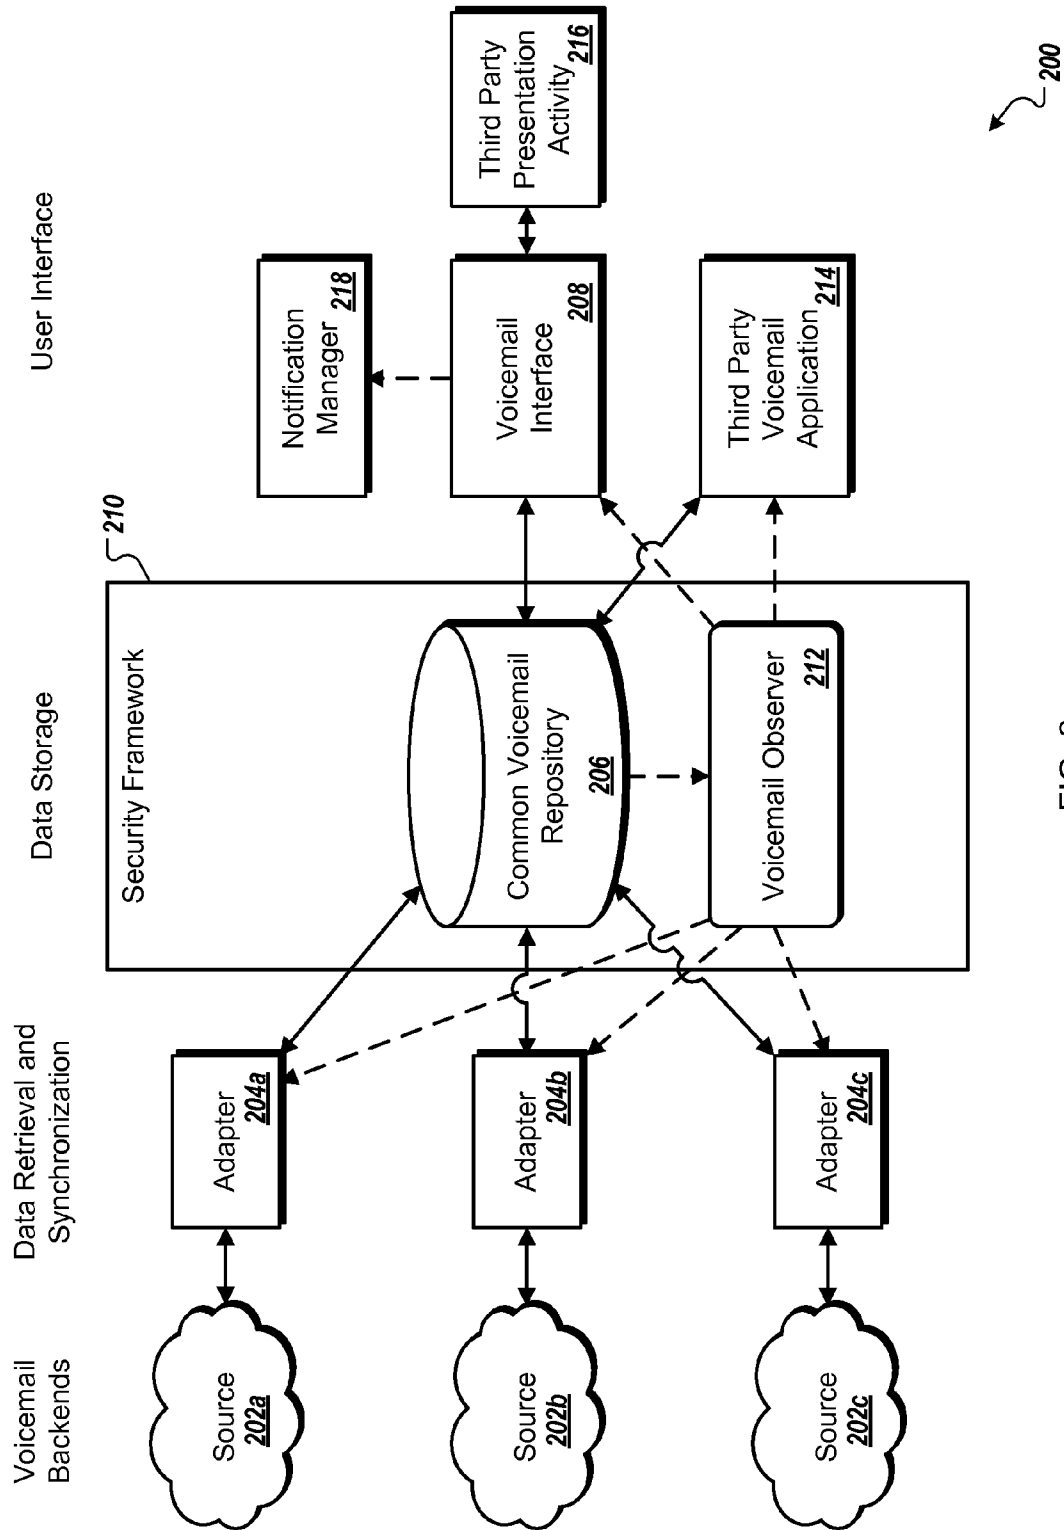 Voicemail
Backends
Data Retrieval and
Synchronization
Data Storage
User Interface
Source
202a
Source
202b
Source
202c
Adapter
204a
Adapter
204b
Adapter
204c
210
Security Framework
Common Voicemail
Repository
206
Voicemail Observer
212
Notification
Manager
218
Voicemail
Interface
208
Third Party
Voicemail
Application
214
Third Party
Presentation
Activity
216
200
FIG.